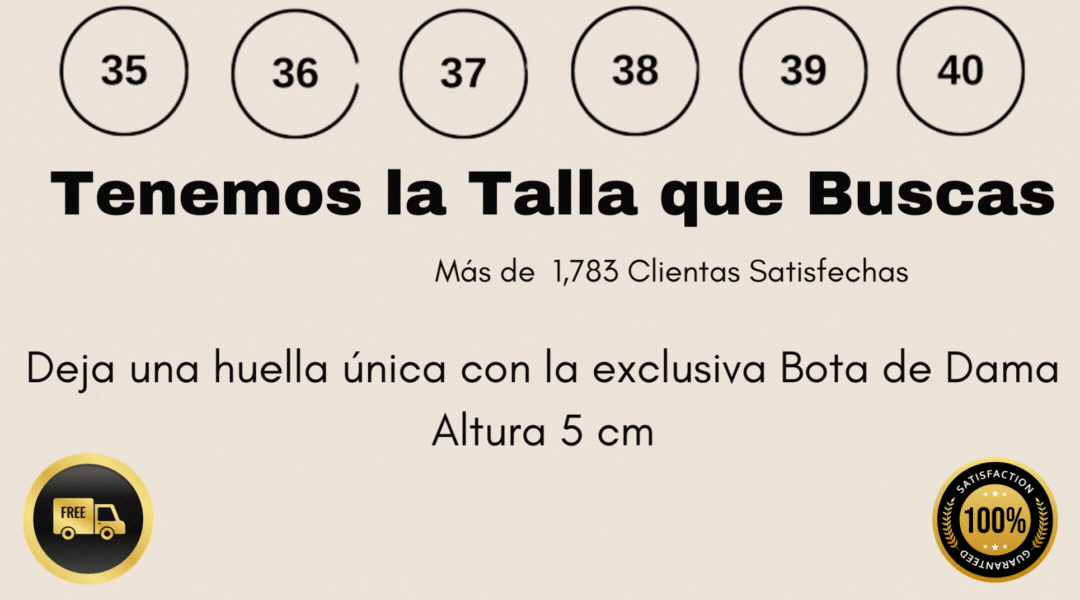 35 36 37 38 39 40
Tenemos la Talla que Buscas
Más de 1,783 Clientas Satisfechas
Deja una huella única con la exclusiva Bota de Dama
Altura 5 cm
FREE
SATISFACTION
100%
GUARANTEED